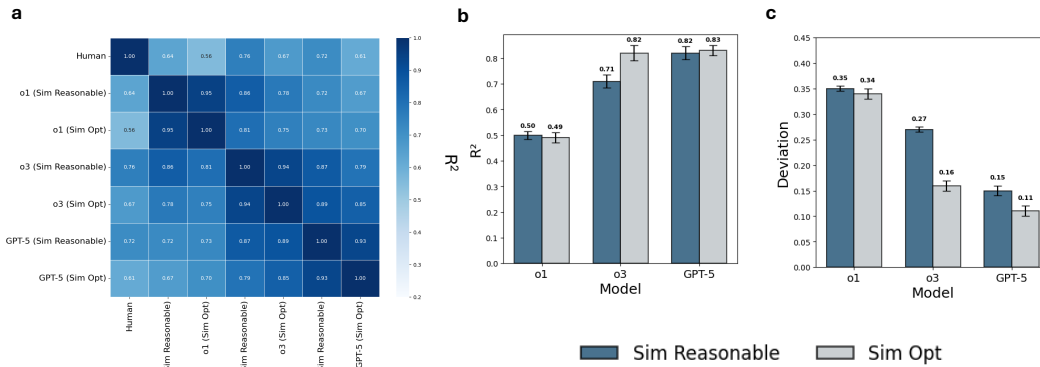 a
Human
o1 (Sim Reasonable)
o1 (Sim Opt)
o3 (Sim Reasonable)
o3 (Sim Opt)
GPT-5 (Sim Reasonable)
GPT-5 (Sim Opt)
1.00 0.64 0.56 0.76 0.67 0.72 0.61
0.64 1.00 0.95 0.86 0.78 0.72 0.67
0.56 0.95 1.00 0.81 0.75 0.73 0.70
0.76 0.86 0.81 1.00 0.94 0.87 0.79
0.67 0.78 0.75 0.94 1.00 0.89 0.85
0.72 0.72 0.73 0.87 0.89 1.00 0.93
0.61 0.67 0.70 0.79 0.85 0.93 1.00
Human
Sim Reasonable)
o1 (Sim Opt)
Sim Reasonable)
o3 (Sim Opt)
Sim Reasonable)
GPT-5 (Sim Opt)
1.0
0.9
0.8
0.7
0.6
0.5
0.4
0.3
0.2
R²
b
R²
0.9
0.8
0.7
0.6
0.5
0.4
0.3
0.2
0.1
0.0
0.50 0.49
0.71 0.82
0.82 0.83
o1 o3 GPT-5
Model
c
Deviation
0.45
0.40
0.35
0.30
0.25
0.20
0.15
0.10
0.05
0.00
0.35 0.34
0.27 0.16
0.15 0.11
o1 o3 GPT-5
Model
Sim Reasonable Sim Opt